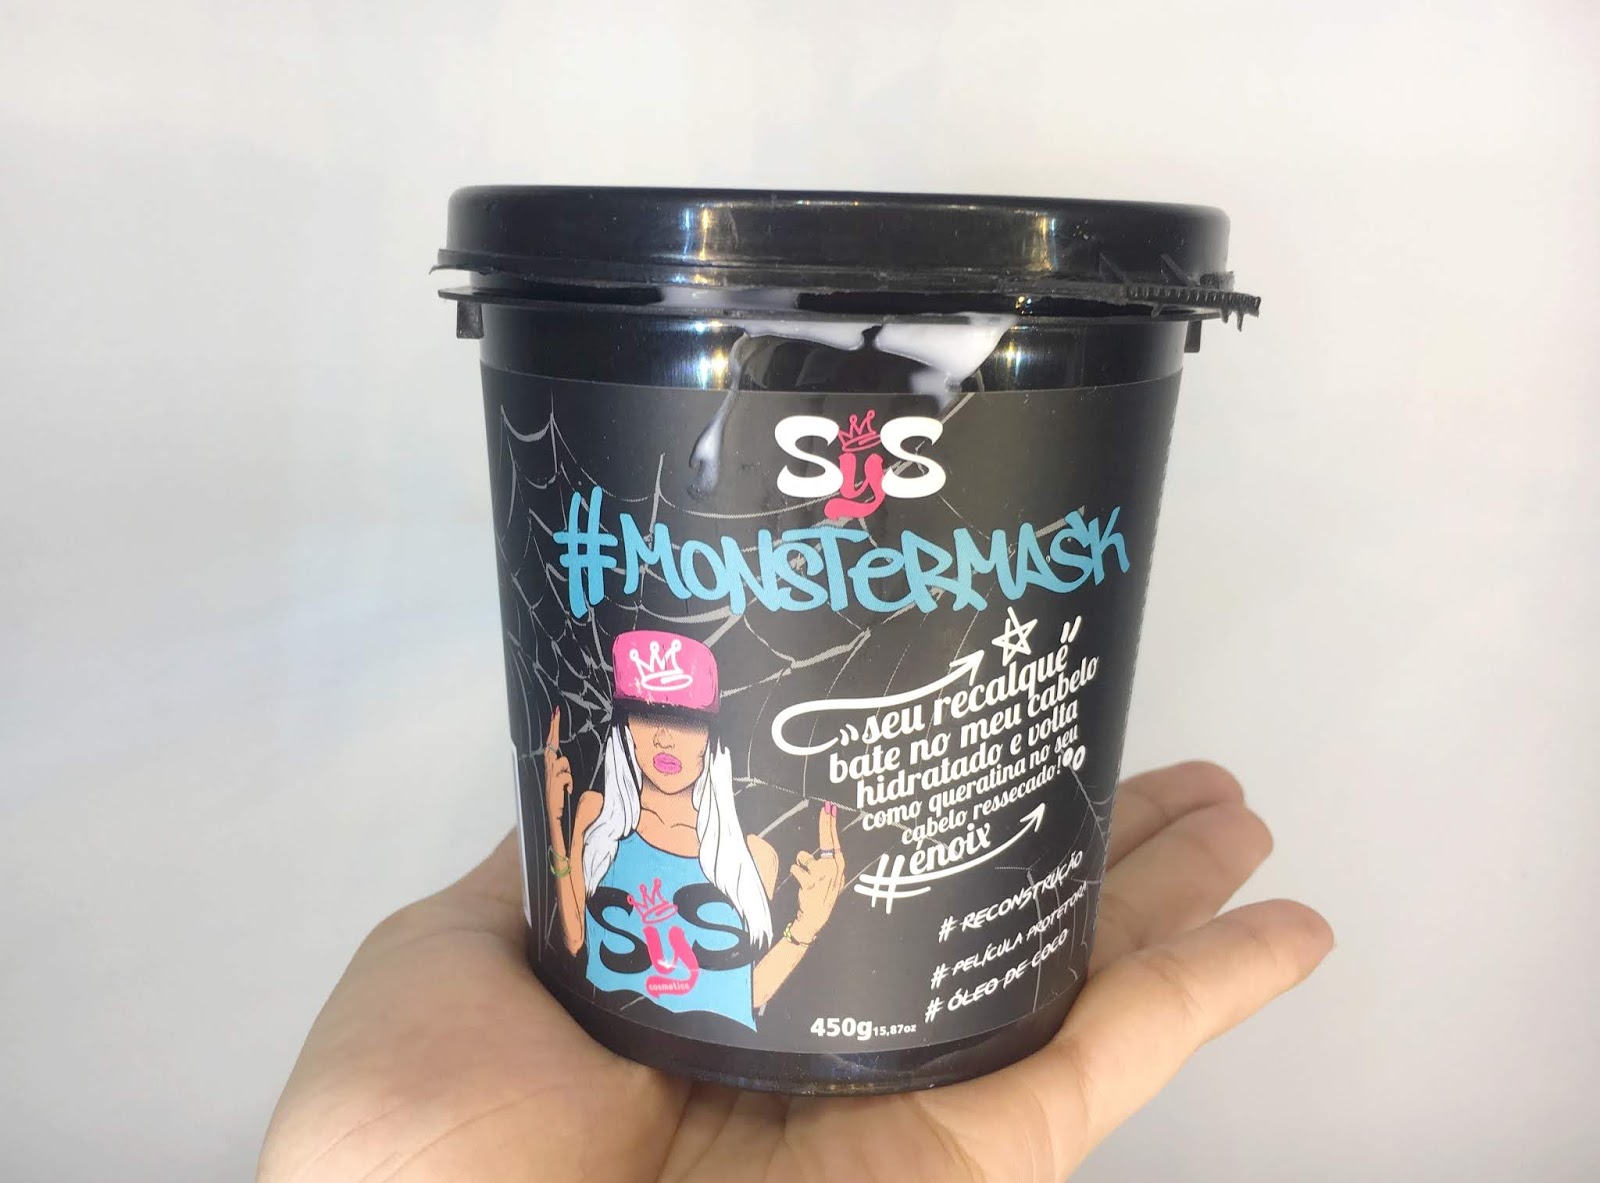 SyS
#MONSTERMASK
"seu recalque"
bate no meu cabelo
hidratado e volta
como queratina no seu
cabelo ressecado!
#énoix
# RECONSTRUÇÃO
# PELÍCULA PROTETORA
# ÓLEO DE COCO
SyS
cosmetics
450g 15,87oz